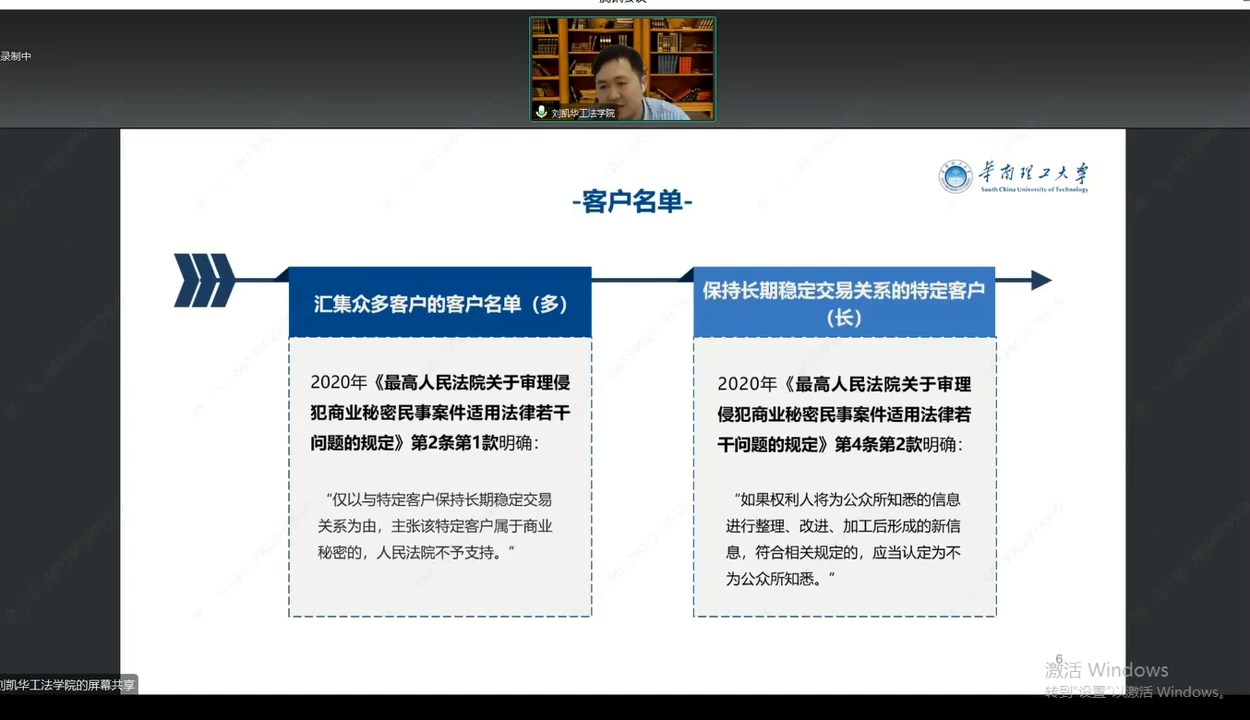 录制中
刘凯华工法学院
华南理工大学
South China University of Technology
-客户名单-
汇集众多客户的客户名单（多）
2020年《最高人民法院关于审理侵
犯商业秘密民事案件适用法律若干
问题的规定》第2条第1款明确：
“仅以与特定客户保持长期稳定交易
关系为由，主张该特定客户属于商业
秘密的，人民法院不予支持。”
保持长期稳定交易关系的特定客户
（长）
2020年《最高人民法院关于审理
侵犯商业秘密民事案件适用法律若
干问题的规定》第4条第2款明确：
“如果权利人将为公众所知悉的信息
进行整理、改进、加工后形成的新信
息，符合相关规定的，应当认定为不
为公众所知悉。”
6
激活 Windows
转到“设置”以激活 Windows。
刘凯华工法学院的屏幕共享